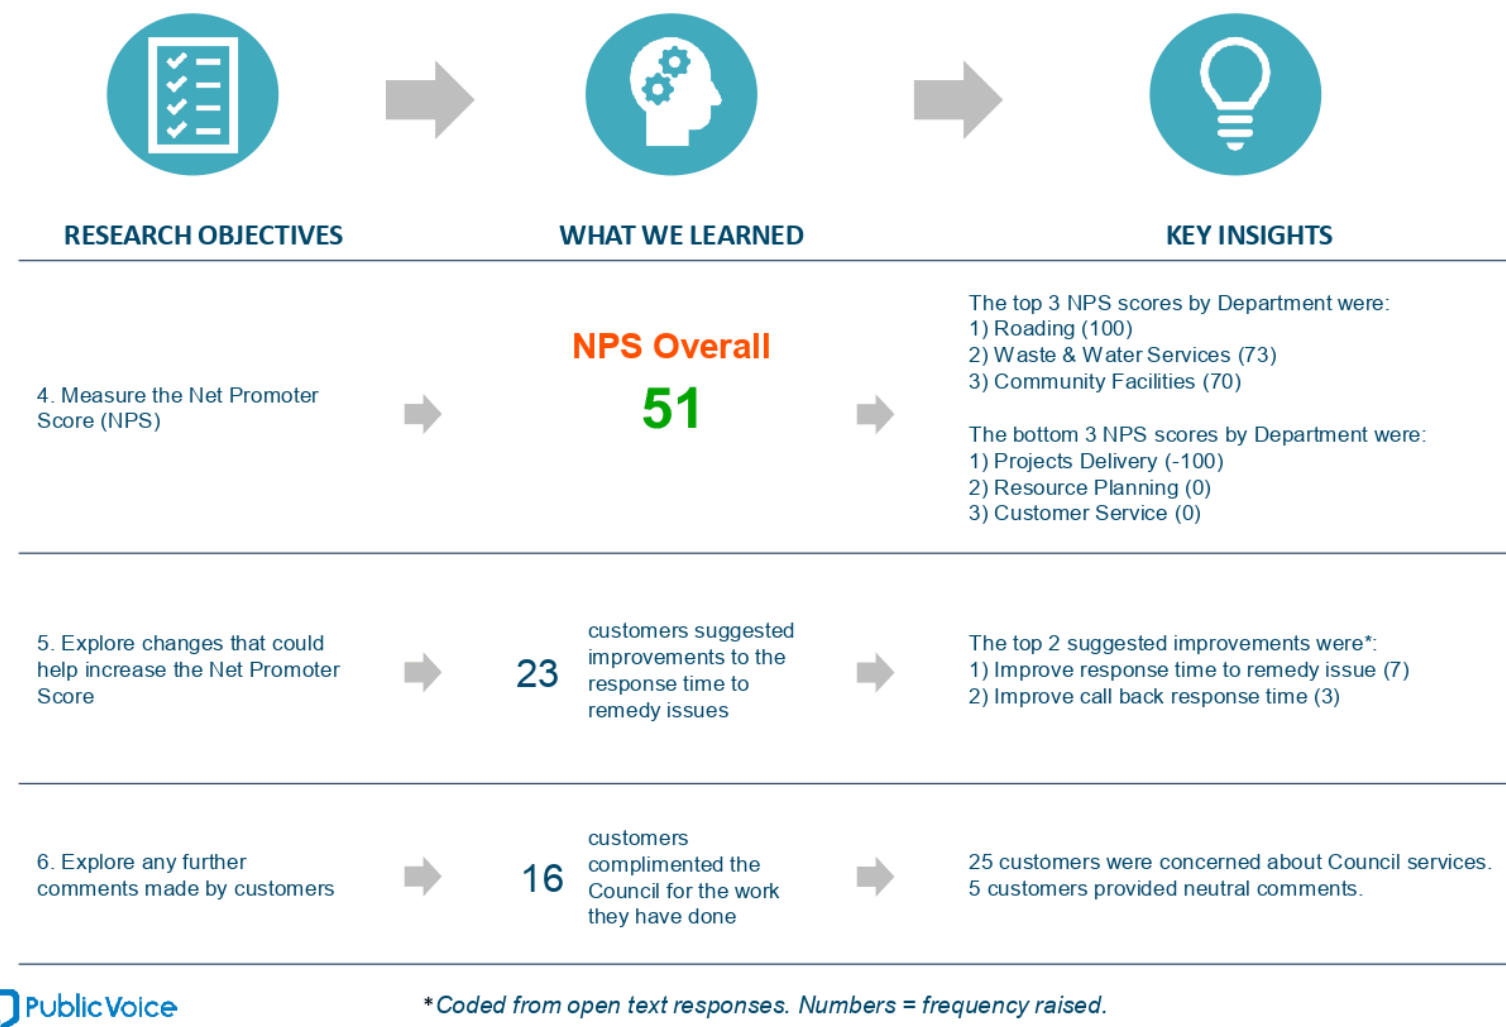 RESEARCH OBJECTIVES
WHAT WE LEARNED
KEY INSIGHTS
4. Measure the Net Promoter
Score (NPS)
NPS Overall
51
The top 3 NPS scores by Department were:
1) Roading (100)
2) Waste & Water Services (73)
3) Community Facilities (70)
The bottom 3 NPS scores by Department were:
1) Projects Delivery (-100)
2) Resource Planning (0)
3) Customer Service (0)
5. Explore changes that could
help increase the Net Promoter
Score
23
customers suggested
improvements to the
response time to
remedy issues
The top 2 suggested improvements were*:
1) Improve response time to remedy issue (7)
2) Improve call back response time (3)
6. Explore any further
comments made by customers
16
customers
complimented the
Council for the work
they have done
25 customers were concerned about Council services.
5 customers provided neutral comments.
PublicVoice
*Coded from open text responses. Numbers = frequency raised.